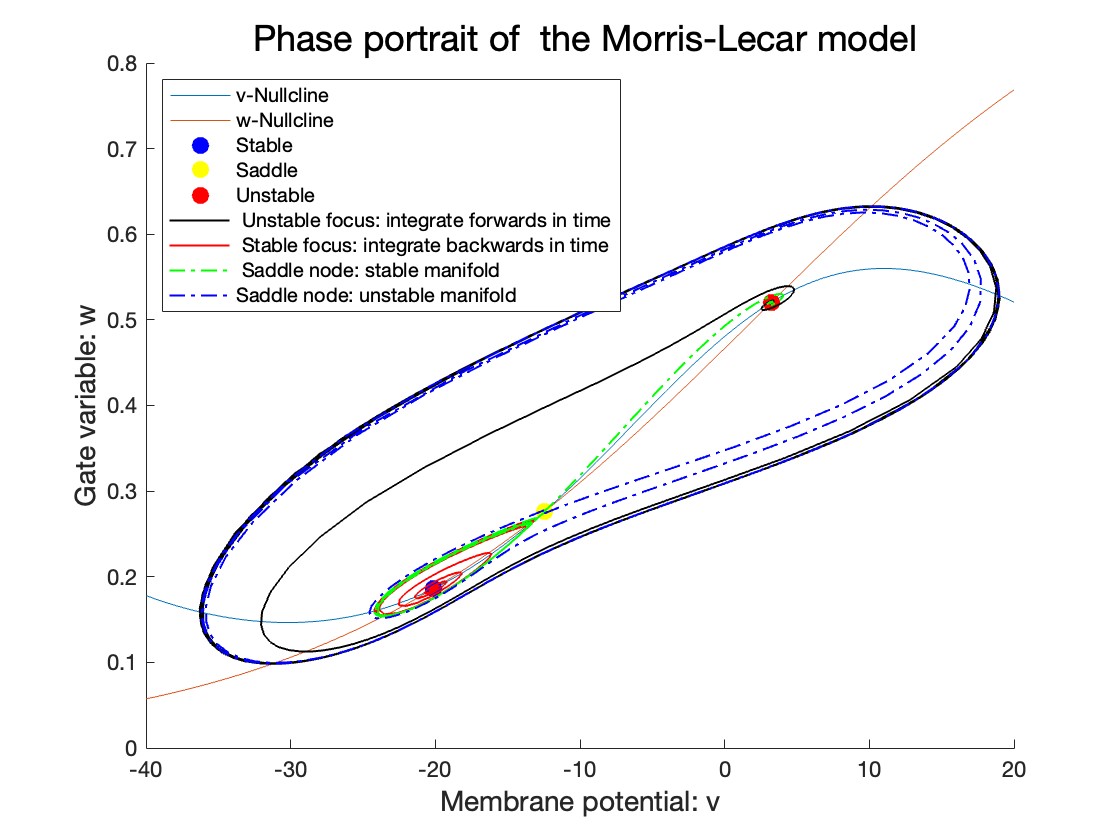 Phase portrait of the Morris-Lecar model
v-Nullcline
w-Nullcline
Stable
Saddle
Unstable
Unstable focus: integrate forwards in time
Stable focus: integrate backwards in time
Saddle node: stable manifold
Saddle node: unstable manifold
Gate variable: w
0.8
0.7
0.6
0.5
0.4
0.3
0.2
0.1
0
-40
-30
-20
-10
0
10
20
Membrane potential: v